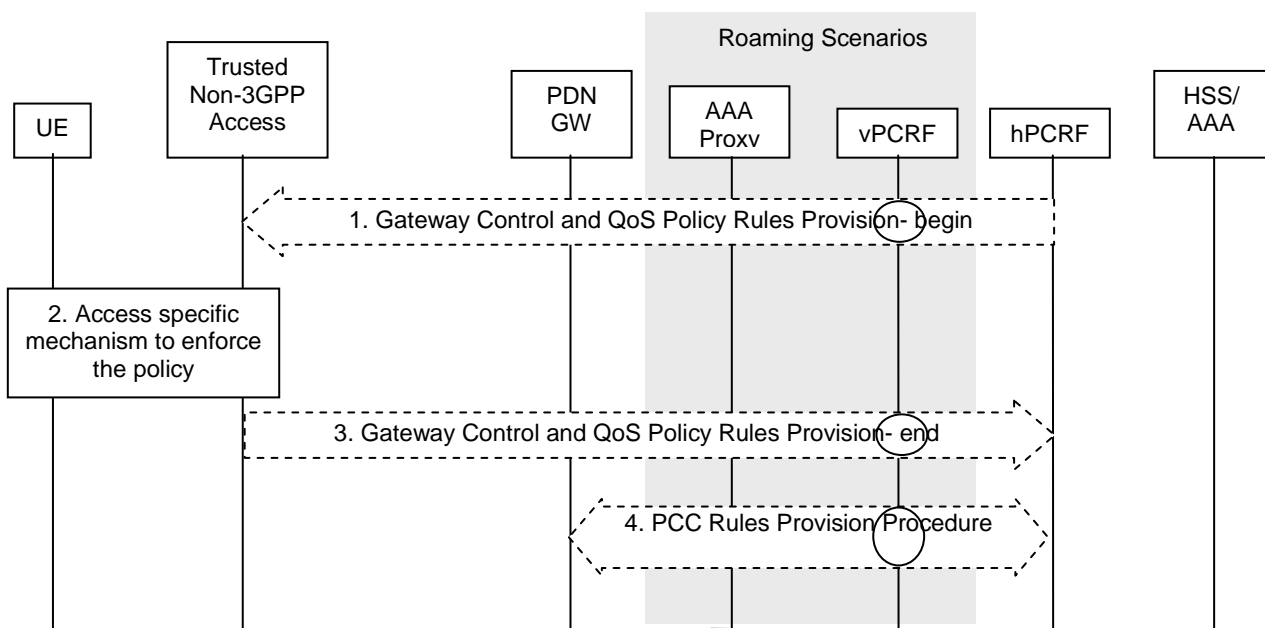 Roaming Scenarios
UE
Trusted
Non-3GPP
Access
PDN
GW
AAA
Proxv
vPCRF
hPCRF
HSS/
AAA
1. Gateway Control and QoS Policy Rules Provision- begin
2. Access specific
mechanism to enforce
the policy
3. Gateway Control and QoS Policy Rules Provision- end
4. PCC Rules Provision Procedure